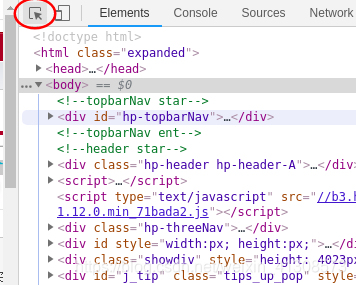 Elements Console Sources Network
<!doctype html>
<html class="expanded">
<head>…</head>
… <body> == $0
<!--topbarNav star-->
<div id="hp-topbarNav">…</div>
<!--topbarNav ent-->
<!--header star-->
<div class="hp-header hp-header-A">…</div>
<script>…</script>
<script type="text/javascript" src="//b3.h
1.12.0.min_71bada2.js"></script>
<div class="hp-threeNav">…</div>
<div id style="width:px; height:px;">…</div>
<div class="showdiv" style="height: 4023px
<div id="j_tip" class="tips_up_pop" style=